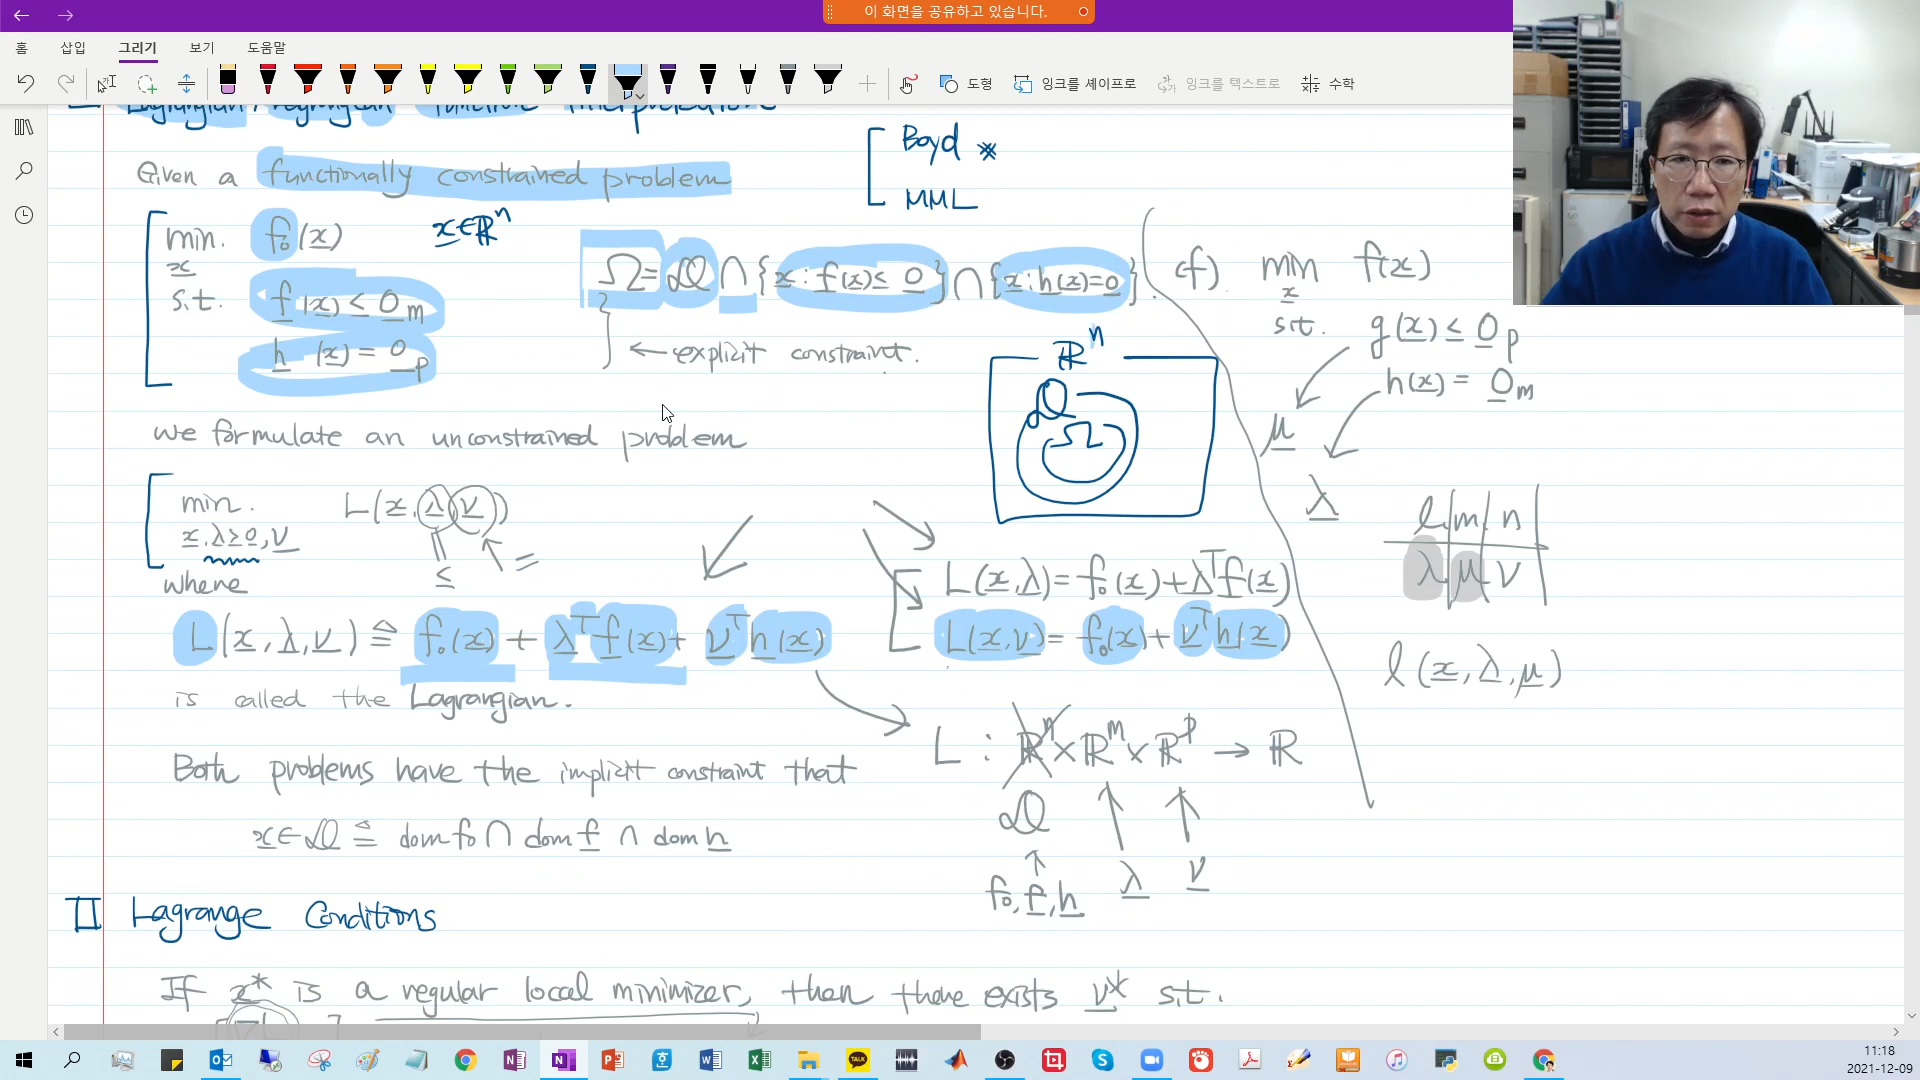 이 화면을 공유하고 있습니다.
홈 삽입 그리기 보기 도움말
도형 잉크를 셰이프로 잉크를 텍스트로 수학
Given a functionally constrained problem
Boyd *
MML
min. f₀(x) x∈ℝⁿ
x
s.t. f(x) ≤ 0m
h(x) = 0p
Ω = 𝒟 ∩ {x : f(x) ≤ 0} ∩ {x : h(x) = 0}.
← explicit constraint.
ℝⁿ
𝒟
Ω
cf) min f(x)
x
s.t. g(x) ≤ 0p
h(x) = 0m
μ
λ
we formulate an unconstrained problem
min. L(x, λ, ν)
x, λ≥0, ν
≤ =
where
L(x, λ, ν) ≜ f₀(x) + λᵀf(x) + νᵀh(x)
is called the Lagrangian.
L(x, λ) = f₀(x) + λᵀf(x)
L(x, ν) = f₀(x) + νᵀh(x)
l | m | n
λ | μ | ν
l(x, λ, μ)
L : ℝⁿ × ℝᵐ × ℝᵖ → ℝ
𝒟
f₀, f, h λ ν
Both problems have the implicit constraint that
x ∈ 𝒟 ≜ dom f₀ ∩ dom f ∩ dom h
II Lagrange Conditions
If x* is a regular local minimizer, then there exists ν* s.t.
11:18
2021-12-09